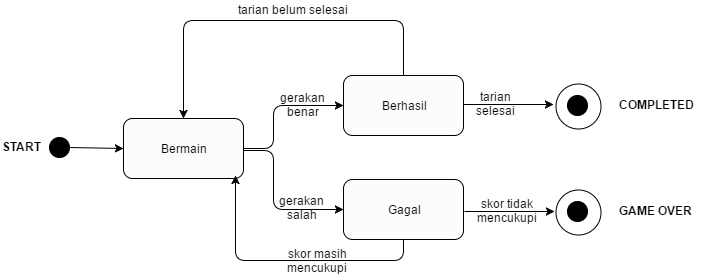 tarian belum selesai
START
Bermain
gerakan
benar
Berhasil
tarian
selesai
COMPLETED
gerakan
salah
Gagal
skor tidak
mencukupi
GAME OVER
skor masih
mencukupi